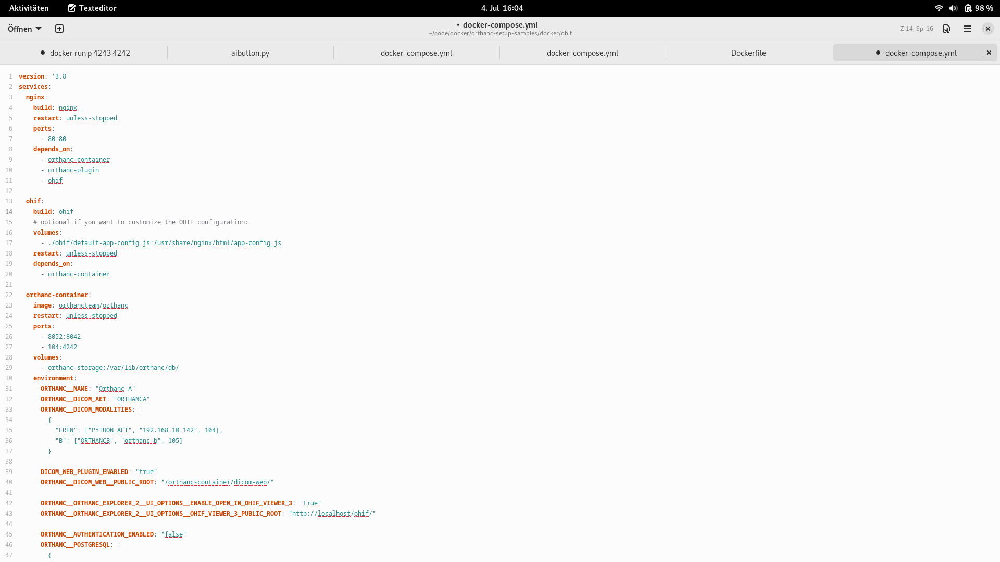 Aktivitäten Texteditor 4. Jul 16:04 98 %
Öffnen • docker-compose.yml Z 14, Sp 16
~/code/docker/orthanc-setup-samples/docker/ohif
● docker run p 4243 4242 aibutton.py docker-compose.yml docker-compose.yml Dockerfile ● docker-compose.yml
1 version: '3.8'
2 services:
3   nginx:
4     build: nginx
5     restart: unless-stopped
6     ports:
7       - 80:80
8     depends_on:
9       - orthanc-container
10       - orthanc-plugin
11       - ohif
12
13   ohif:
14     build: ohif
15     # optional if you want to customize the OHIF configuration:
16     volumes:
17       - ./ohif/default-app-config.js:/usr/share/nginx/html/app-config.js
18     restart: unless-stopped
19     depends_on:
20       - orthanc-container
21
22   orthanc-container:
23     image: orthancteam/orthanc
24     restart: unless-stopped
25     ports:
26       - 8052:8042
27       - 104:4242
28     volumes:
29       - orthanc-storage:/var/lib/orthanc/db/
30     environment:
31       ORTHANC__NAME: "Orthanc A"
32       ORTHANC__DICOM_AET: "ORTHANCA"
33       ORTHANC__DICOM_MODALITIES: |
34         {
35           "EREN": ["PYTHON_AET", "192.168.10.142", 104],
36           "B": ["ORTHANCB", "orthanc-b", 105]
37         }
38
39       DICOM_WEB_PLUGIN_ENABLED: "true"
40       ORTHANC__DICOM_WEB__PUBLIC_ROOT: "/orthanc-container/dicom-web/"
41
42       ORTHANC__ORTHANC_EXPLORER_2__UI_OPTIONS__ENABLE_OPEN_IN_OHIF_VIEWER_3: "true"
43       ORTHANC__ORTHANC_EXPLORER_2__UI_OPTIONS__OHIF_VIEWER_3_PUBLIC_ROOT: "http://localhost/ohif/"
44
45       ORTHANC__AUTHENTICATION_ENABLED: "false"
46       ORTHANC__POSTGRESQL: |
47         {